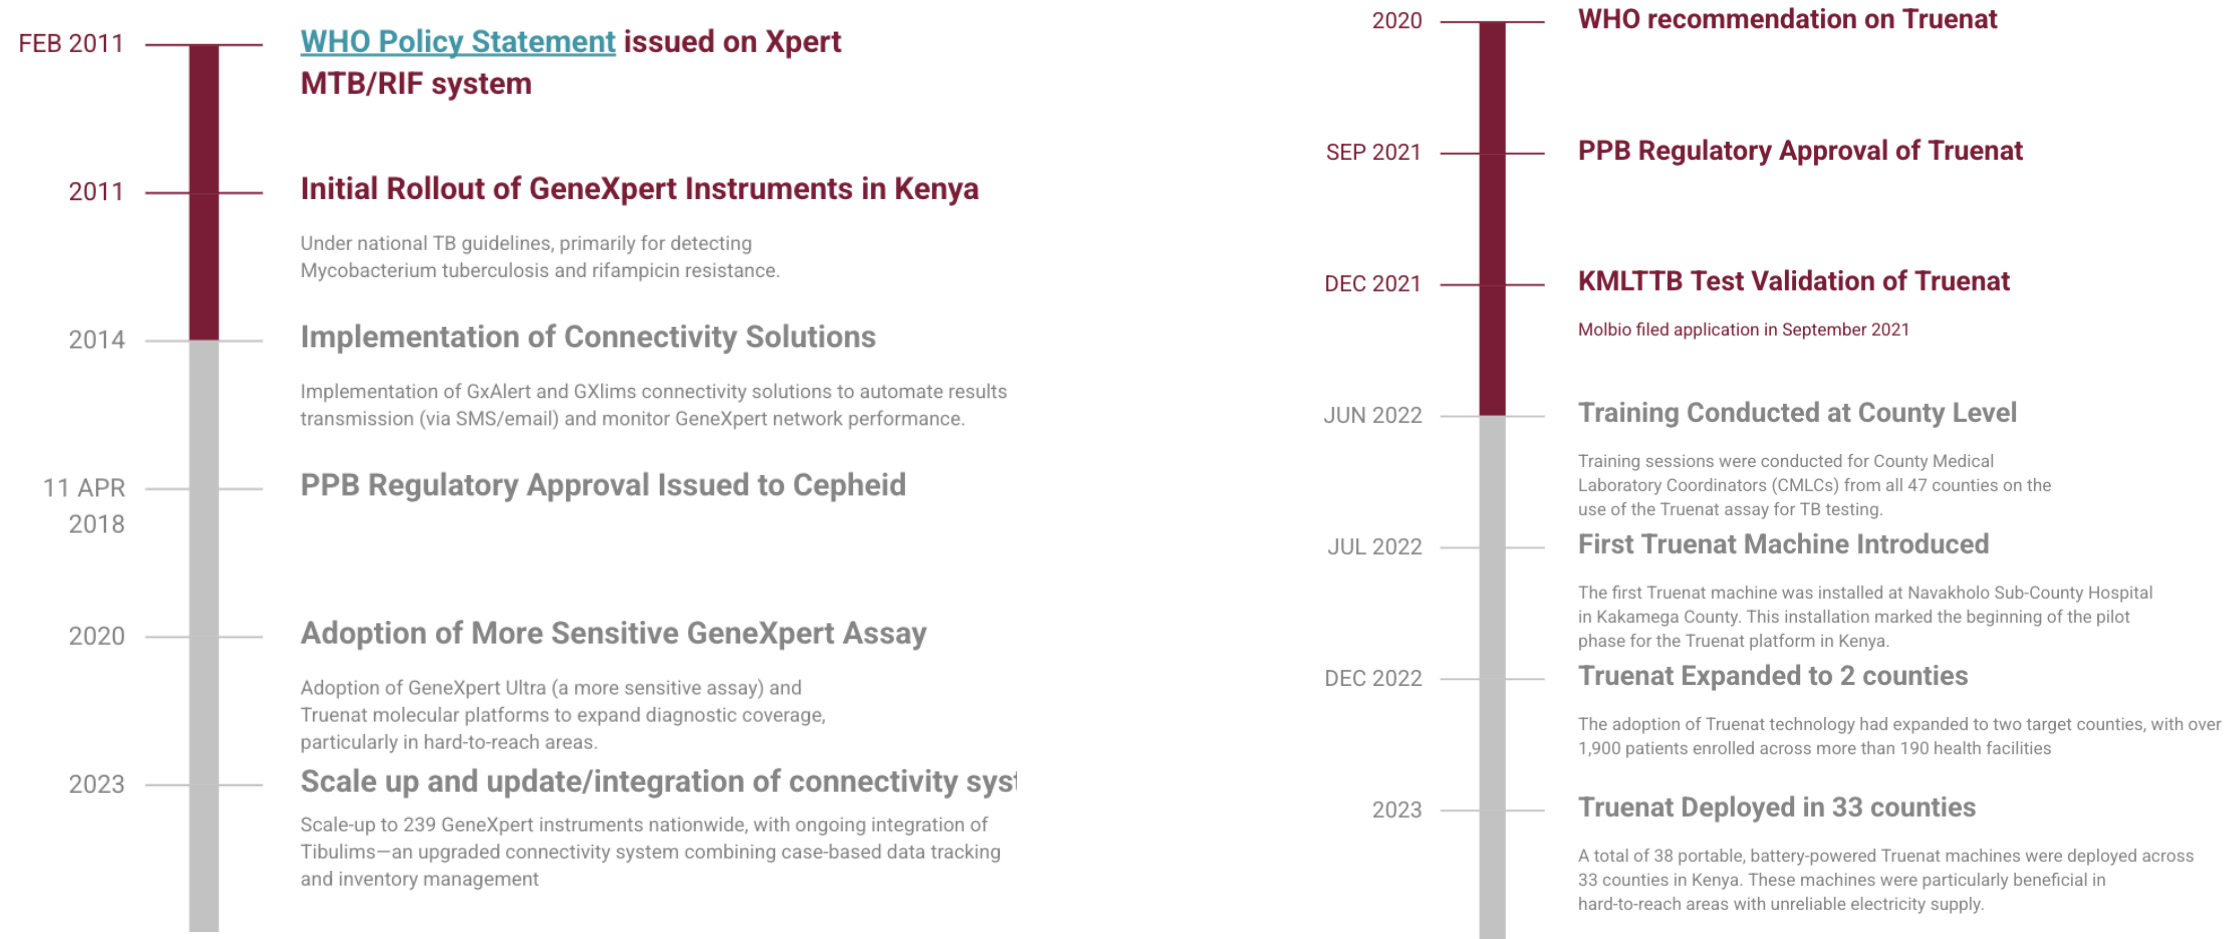 FEB 2011
WHO Policy Statement issued on Xpert
MTB/RIF system
2011
Initial Rollout of GeneXpert Instruments in Kenya
Under national TB guidelines, primarily for detecting
Mycobacterium tuberculosis and rifampicin resistance.
2014
Implementation of Connectivity Solutions
Implementation of GxAlert and GXlims connectivity solutions to automate results
transmission (via SMS/email) and monitor GeneXpert network performance.
11 APR
2018
PPB Regulatory Approval Issued to Cepheid
2020
Adoption of More Sensitive GeneXpert Assay
Adoption of GeneXpert Ultra (a more sensitive assay) and
Truenat molecular platforms to expand diagnostic coverage,
particularly in hard-to-reach areas.
2023
Scale up and update/integration of connectivity syst
Scale-up to 239 GeneXpert instruments nationwide, with ongoing integration of
Tibulims—an upgraded connectivity system combining case-based data tracking
and inventory management
2020
WHO recommendation on Truenat
SEP 2021
PPB Regulatory Approval of Truenat
DEC 2021
KMLTTB Test Validation of Truenat
Molbio filed application in September 2021
JUN 2022
Training Conducted at County Level
Training sessions were conducted for County Medical
Laboratory Coordinators (CMLCs) from all 47 counties on the
use of the Truenat assay for TB testing.
JUL 2022
First Truenat Machine Introduced
The first Truenat machine was installed at Navakholo Sub-County Hospital
in Kakamega County. This installation marked the beginning of the pilot
phase for the Truenat platform in Kenya.
DEC 2022
Truenat Expanded to 2 counties
The adoption of Truenat technology had expanded to two target counties, with over
1,900 patients enrolled across more than 190 health facilities
2023
Truenat Deployed in 33 counties
A total of 38 portable, battery-powered Truenat machines were deployed across
33 counties in Kenya. These machines were particularly beneficial in
hard-to-reach areas with unreliable electricity supply.